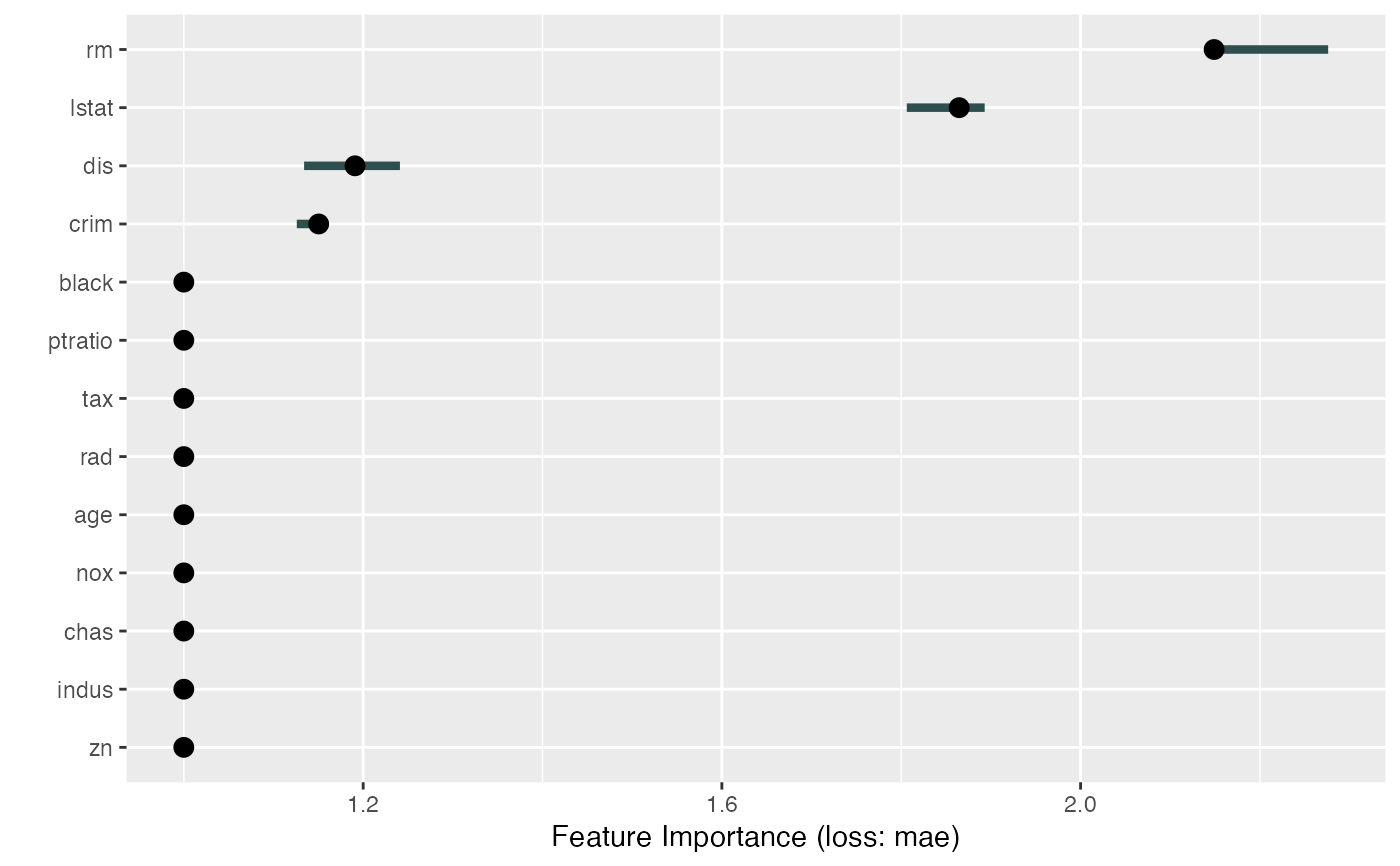 rm
lstat
dis
crim
black
ptratio
tax
rad
age
nox
chas
indus
zn
1.2 1.6 2.0
Feature Importance (loss: mae)